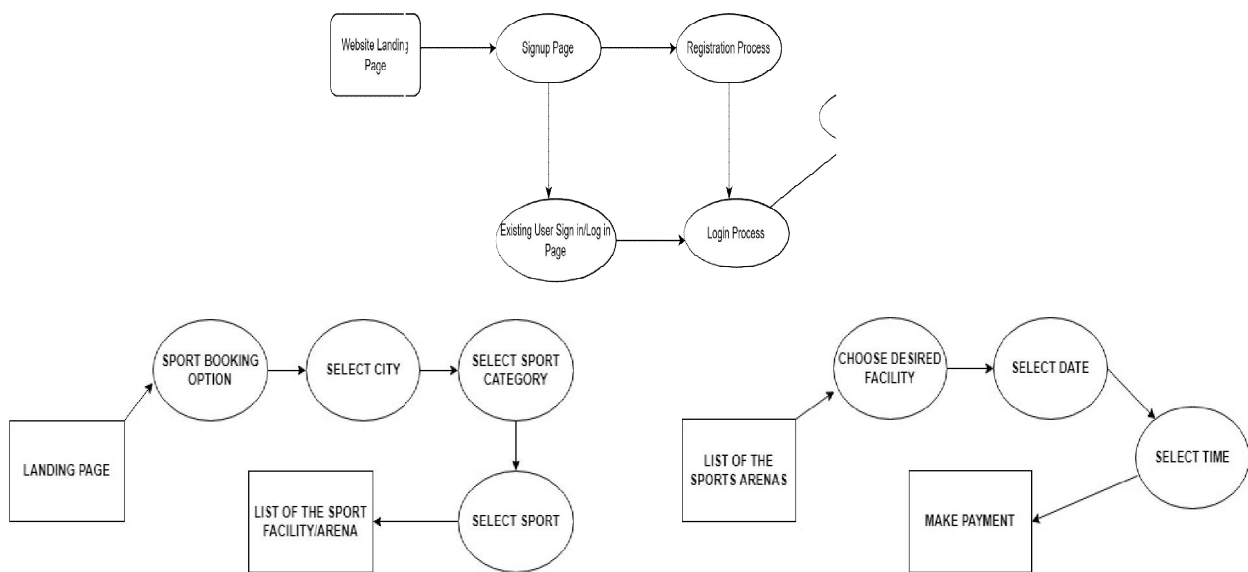 Website Landing
Page
Signup Page
Registration Process
Existing User Sign in/Log in
Page
Login Process
SPORT BOOKING
OPTION
SELECT CITY
SELECT SPORT
CATEGORY
LANDING PAGE
LIST OF THE SPORT
FACILITY/ARENA
SELECT SPORT
CHOOSE DESIRED
FACILITY
SELECT DATE
LIST OF THE
SPORTS ARENAS
SELECT TIME
MAKE PAYMENT